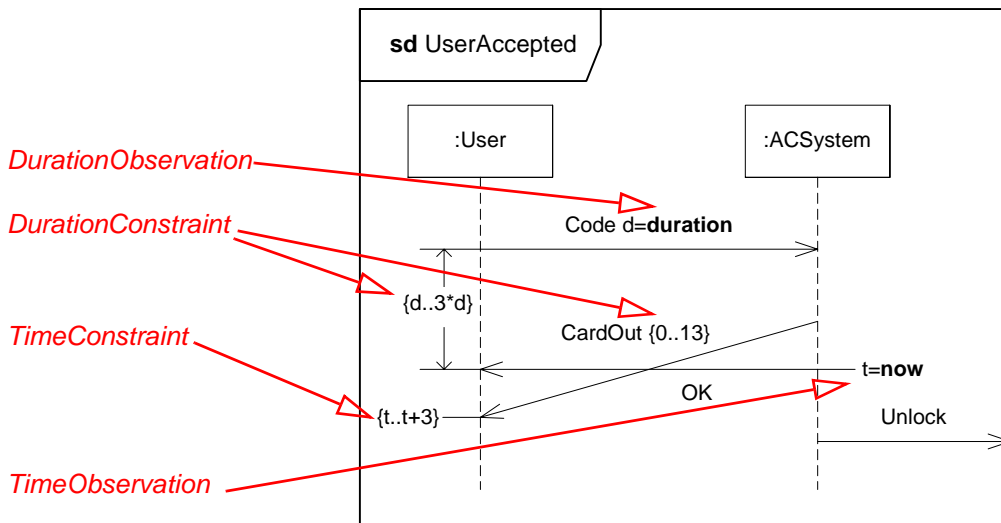 sd UserAccepted
:User
:ACSystem
DurationObservation
Code d=duration
DurationConstraint
{d..3*d}
CardOut {0..13}
TimeConstraint
t=now
OK
{t..t+3}
Unlock
TimeObservation